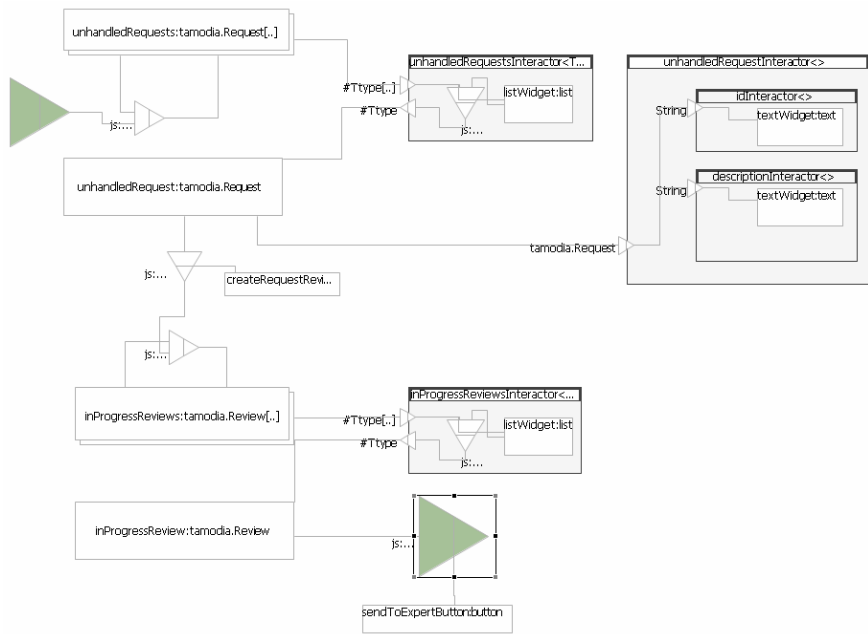 unhandledRequests:tamodia.Request[..]
unhandledRequestsInteractor<T...
unhandledRequestInteractor<>
#Ttype[..]
listWidget:list
idInteractor<>
#Ttype
String
textWidget:text
js:...
js:...
descriptionInteractor<>
unhandledRequest:tamodia.Request
String
textWidget:text
tamodia.Request
js:...
createRequestRevi...
js:...
inProgressReviews:tamodia.Review[..]
inProgressReviewsInteractor<...
#Ttype[..]
listWidget:list
#Ttype
js:...
inProgressReview:tamodia.Review
js:...
sendToExpertButton:button